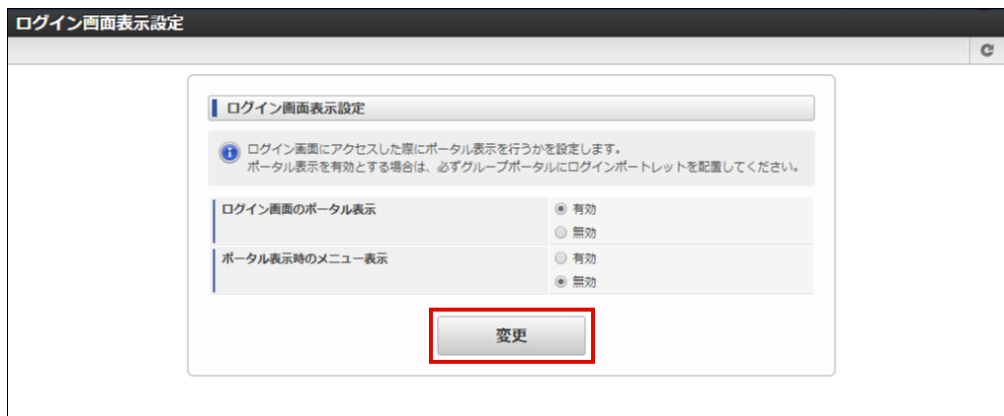 ログイン画面表示設定
ログイン画面表示設定
ログイン画面にアクセスした際にポータル表示を行うかを設定します。
ポータル表示を有効とする場合は、必ずグループポータルにログインポートレットを配置してください。
ログイン画面のポータル表示
有効
無効
ポータル表示時のメニュー表示
有効
無効
変更